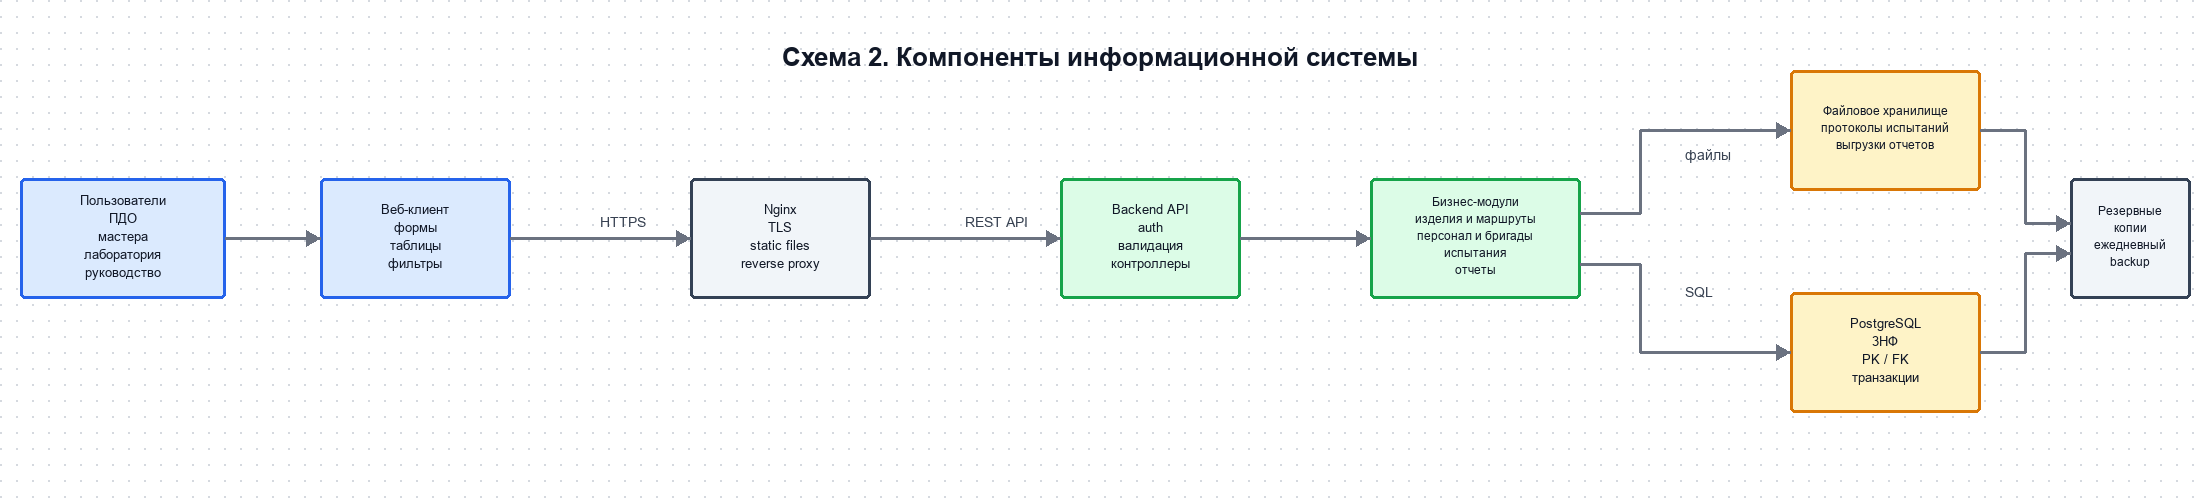 Схема 2. Компоненты информационной системы
Пользователи
ПДО
мастера
лаборатория
руководство
Веб-клиент
формы
таблицы
фильтры
HTTPS
Nginx
TLS
static files
reverse proxy
REST API
Backend API
auth
валидация
контроллеры
Бизнес-модули
изделия и маршруты
персонал и бригады
испытания
отчеты
файлы
SQL
Файловое хранилище
протоколы испытаний
выгрузки отчетов
PostgreSQL
3НФ
PK / FK
транзакции
Резервные
копии
ежедневный
backup